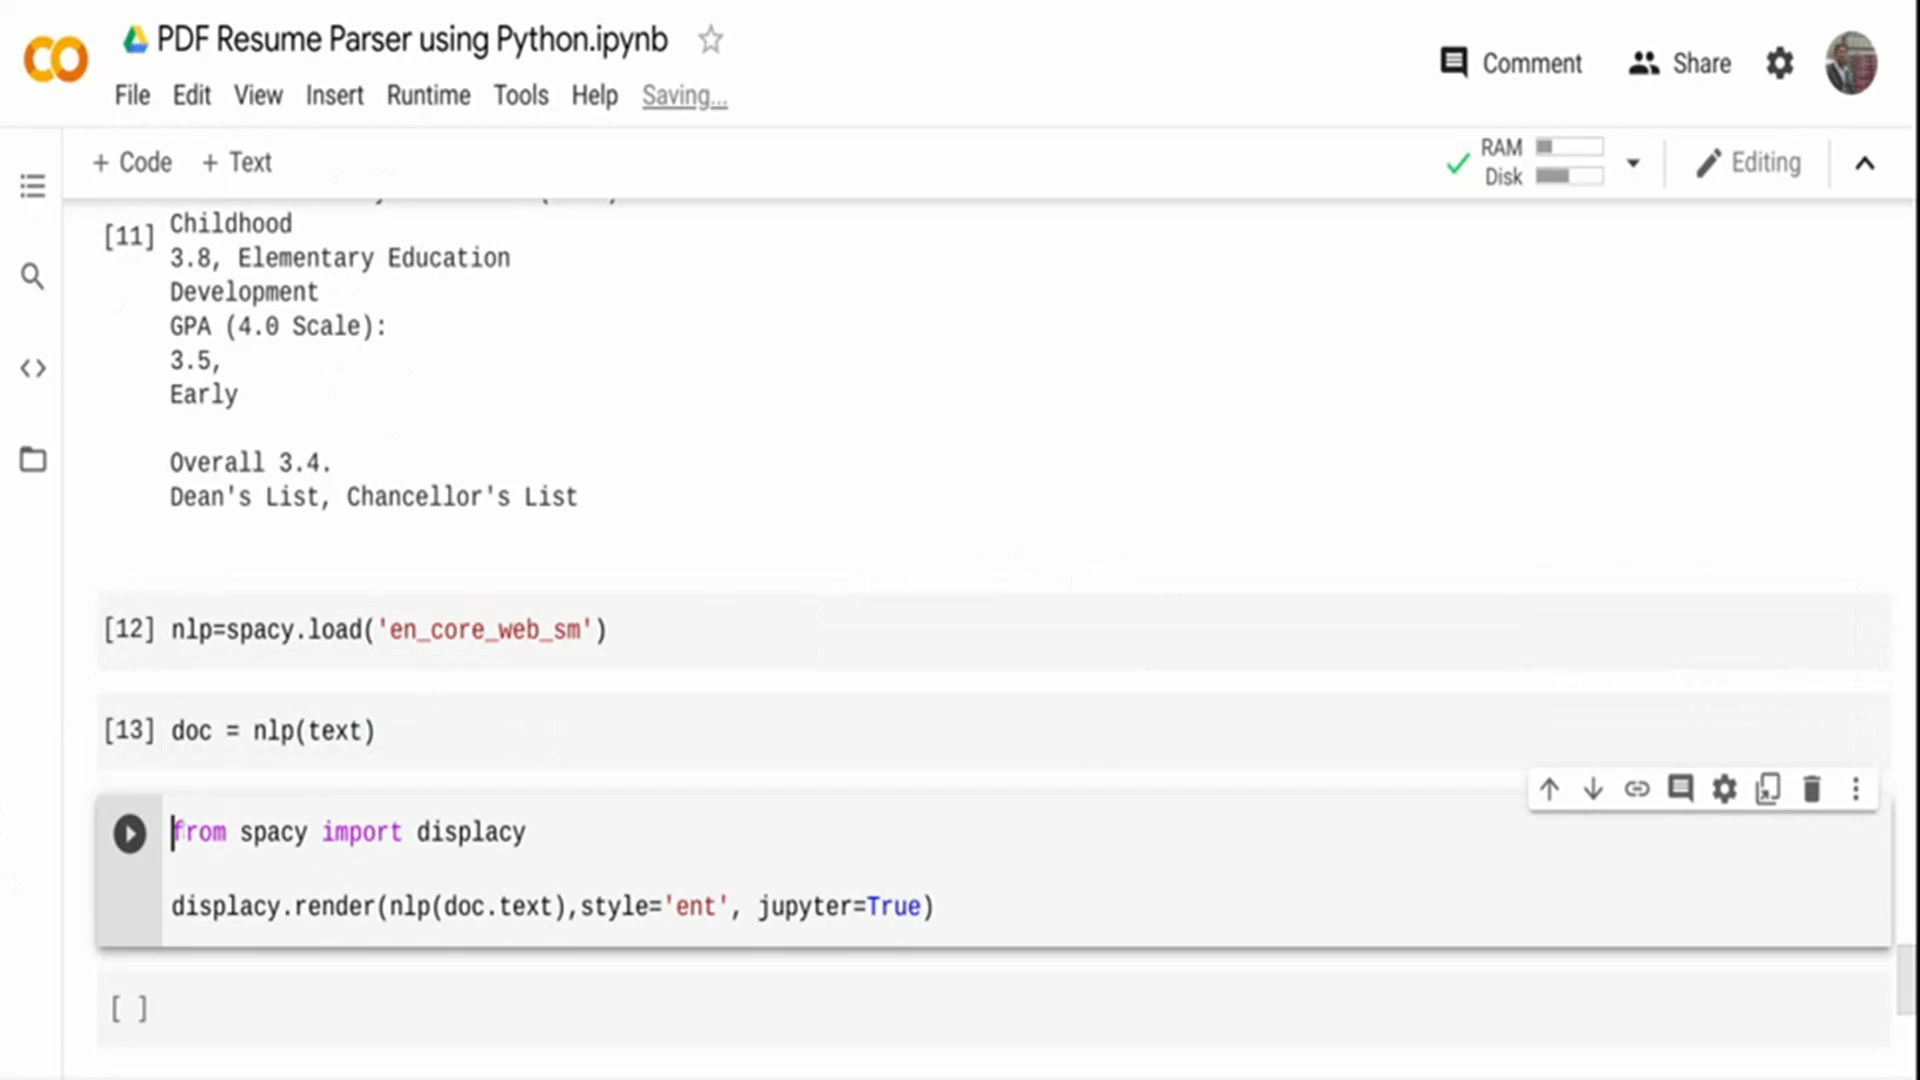 PDF Resume Parser using Python.ipynb
Comment
Share
File Edit View Insert Runtime Tools Help Saving...
+ Code + Text
RAM
Disk
Editing
[11]
Childhood
3.8, Elementary Education
Development
GPA (4.0 Scale):
3.5,
Early
Overall 3.4.
Dean's List, Chancellor's List
[12] nlp=spacy.load('en_core_web_sm')
[13] doc = nlp(text)
from spacy import displacy
displacy.render(nlp(doc.text),style='ent', jupyter=True)
[ ]